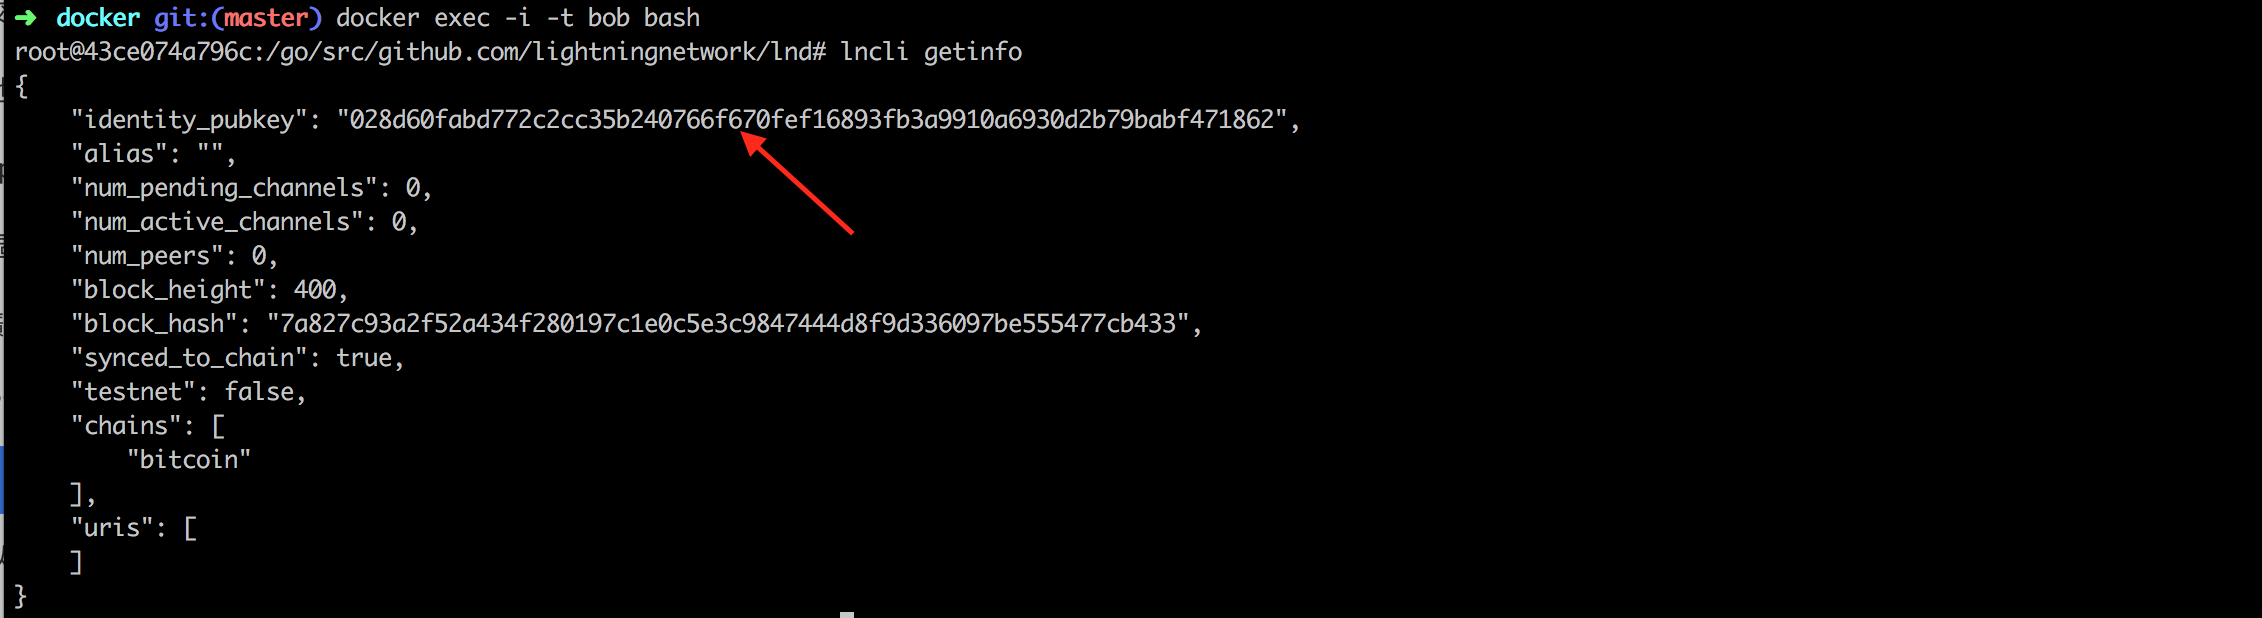 ➜ docker git:(master) docker exec -i -t bob bash
root@43ce074a796c:/go/src/github.com/lightningnetwork/lnd# lncli getinfo
{
    "identity_pubkey": "028d60fabd772c2cc35b240766f670fef16893fb3a9910a6930d2b79babf471862",
    "alias": "",
    "num_pending_channels": 0,
    "num_active_channels": 0,
    "num_peers": 0,
    "block_height": 400,
    "block_hash": "7a827c93a2f52a434f280197c1e0c5e3c9847444d8f9d336097be555477cb433",
    "synced_to_chain": true,
    "testnet": false,
    "chains": [
        "bitcoin"
    ],
    "uris": [
    ]
}